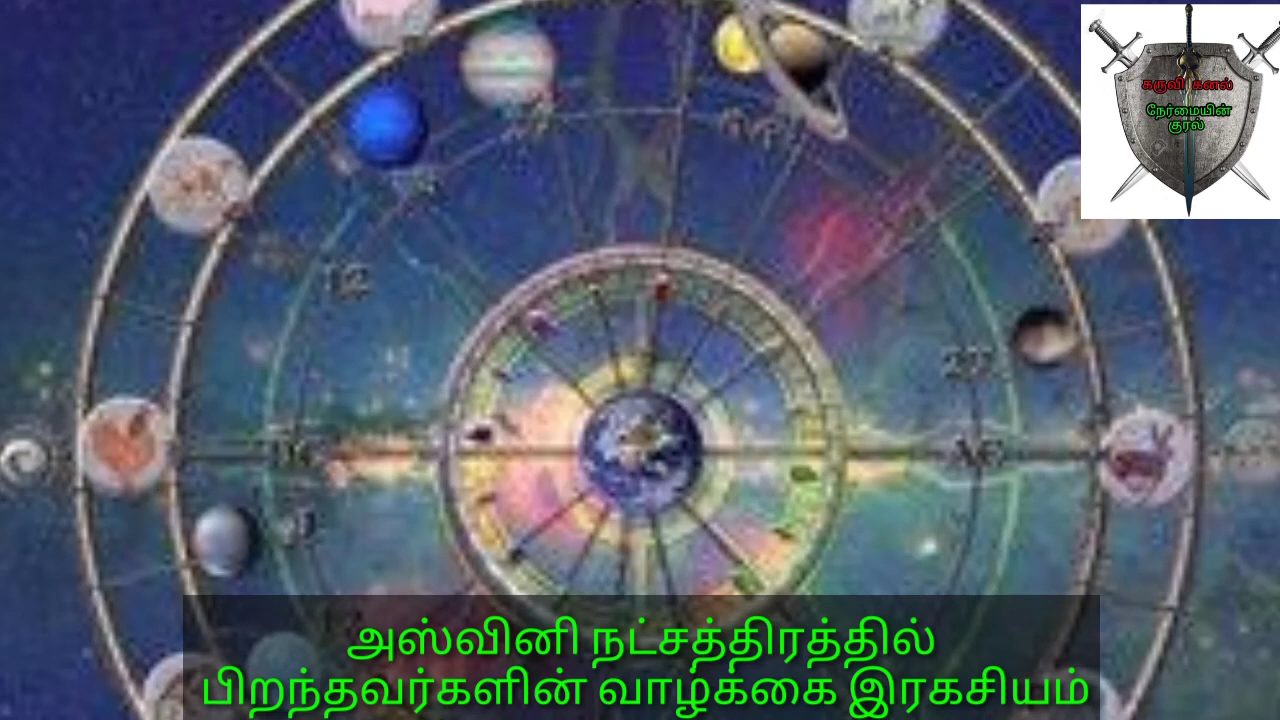 கருவி கனல்
நேர்மையின்
குரல்
அஸ்வினி நட்சத்திரத்தில்
பிறந்தவர்களின் வாழ்க்கை இரகசியம்